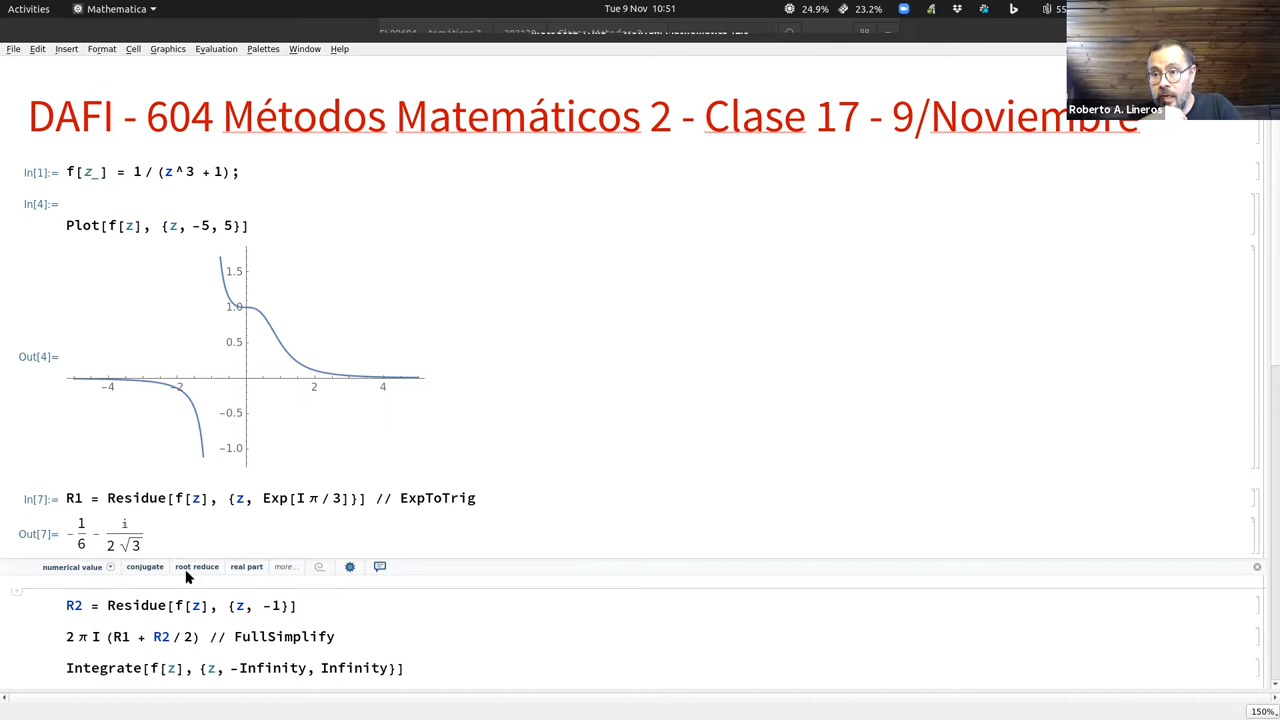 Activities Mathematica Tue 9 Nov 10:51 24.9% 23.2%
File Edit Insert Format Cell Graphics Evaluation Palettes Window Help
Roberto A. Lineros
DAFI - 604 Métodos Matemáticos 2 - Clase 17 - 9/Noviembre
In[1]:= f[z_] = 1 / (z^3 + 1);
In[4]:=
Plot[f[z], {z, -5, 5}]
1.5
1.0
0.5
Out[4]=
-4 -2 2 4
-0.5
-1.0
In[7]:= R1 = Residue[f[z], {z, Exp[I π / 3]}] // ExpToTrig
Out[7]= - 1/6 - i/(2 √3)
numerical value conjugate root reduce real part more...
R2 = Residue[f[z], {z, -1}]
2 π I (R1 + R2 / 2) // FullSimplify
Integrate[f[z], {z, -Infinity, Infinity}]
150%